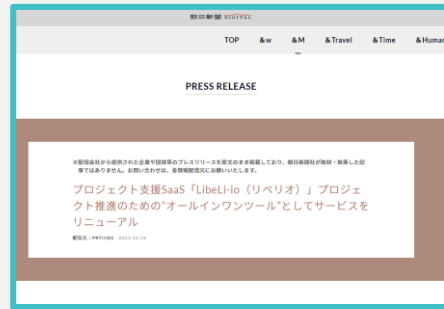 朝日新聞 DIGITAL
TOP &w &M &Travel &Time &Human
PRESS RELEASE
※配信会社から提供された企業や団体等のプレスリリースを原文のまま掲載しており、朝日新聞社が取材・執筆した記
事ではありません。お問い合わせは、各情報配信元にお願いいたします。
プロジェクト支援SaaS「LibeLi-io（リベリオ）」プロジェ
クト推進のための“オールインワンツール”としてサービスを
リニューアル
配信元：PRTIMES